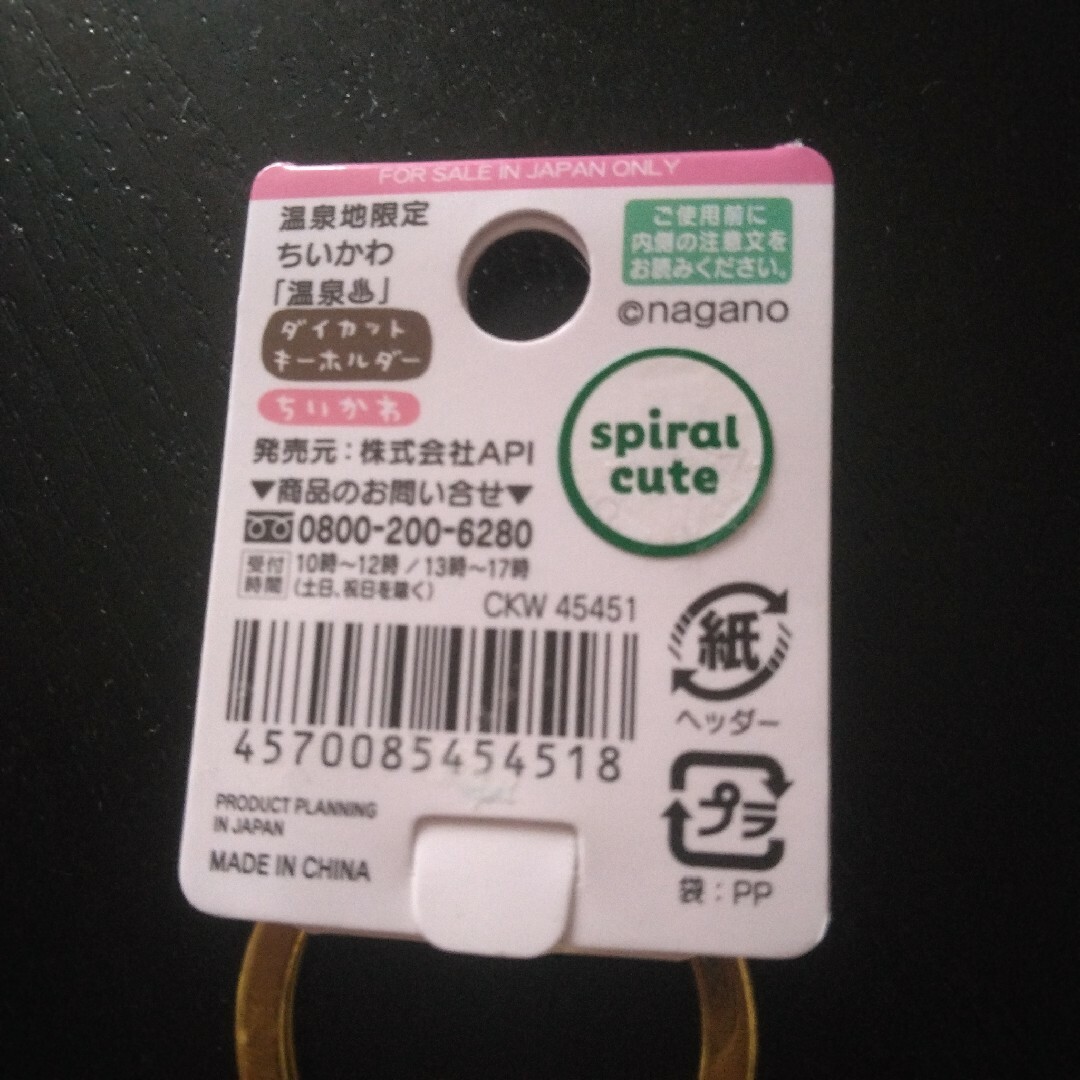 FOR SALE IN JAPAN ONLY
温泉地限定
ちいかわ
「温泉♨」
ダイカット
キーホルダー
ちいかわ
ご使用前に
内側の注意文を
お読みください。
©nagano
spiral
cute
発売元：株式会社API
▼商品のお問い合せ▼
0800-200-6280
受付
時間
10時～12時／13時～17時
(土日、祝日を除く)
CKW 45451
4570085454518
紙
ヘッダー
プラ
袋：PP
PRODUCT PLANNING
IN JAPAN
MADE IN CHINA